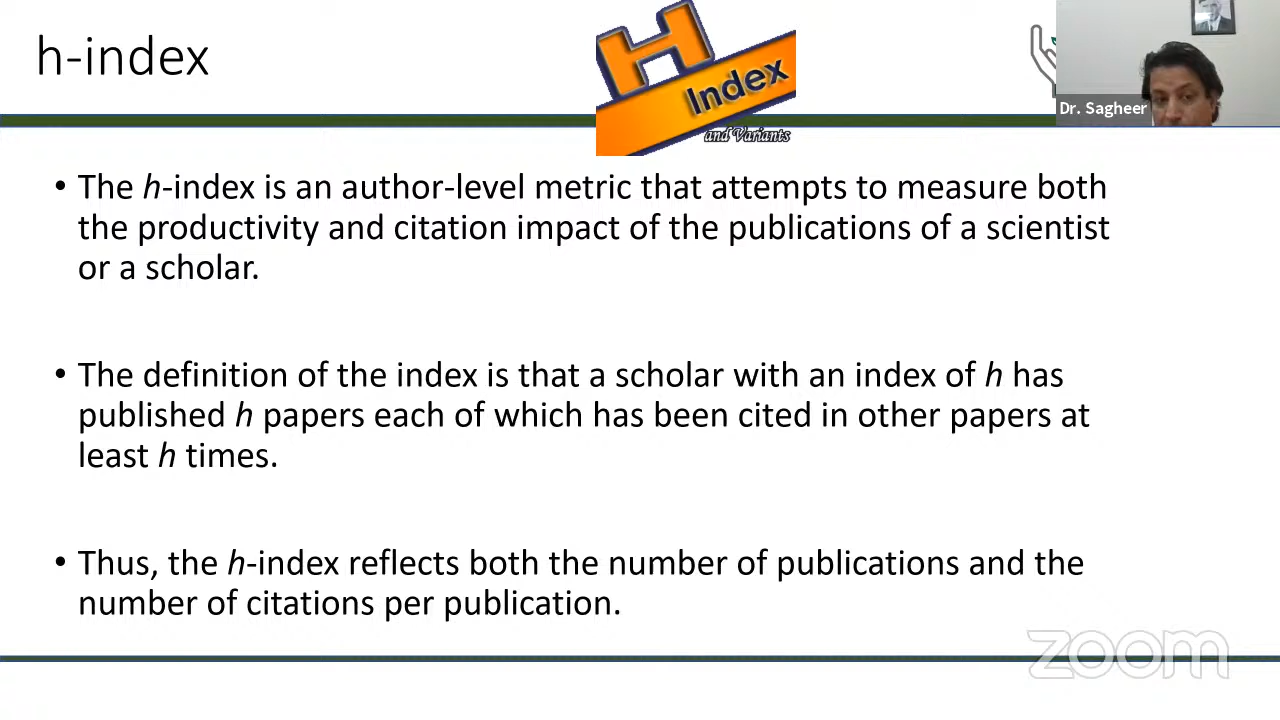 h-index
H
Index
and Variants
Dr. Sagheer
• The h-index is an author-level metric that attempts to measure both
the productivity and citation impact of the publications of a scientist
or a scholar.
• The definition of the index is that a scholar with an index of h has
published h papers each of which has been cited in other papers at
least h times.
• Thus, the h-index reflects both the number of publications and the
number of citations per publication.
zoom